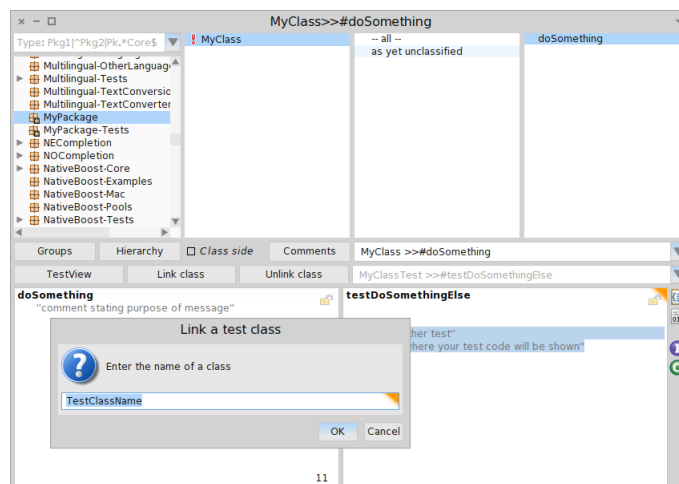 MyClass>>#doSomething
Type: Pkg1|^Pkg2|Pk.*Core$
Multilingual-OtherLanguage
Multilingual-Tests
Multilingual-TextConversio
Multilingual-TextConverter
MyPackage
MyPackage-Tests
NECompletion
NOCompletion
NativeBoost-Core
NativeBoost-Examples
NativeBoost-Mac
NativeBoost-Pools
NativeBoost-Tests
MyClass
-- all --
as yet unclassified
doSomething
Groups
Hierarchy
Class side
Comments
MyClass >>#doSomething
TestView
Link class
Unlink class
MyClassTest >>#testDoSomethingElse
doSomething
"comment stating purpose of message"
testDoSomethingElse
her test"
where your test code will be shown"
Link a test class
Enter the name of a class
TestClassName
OK
Cancel
11